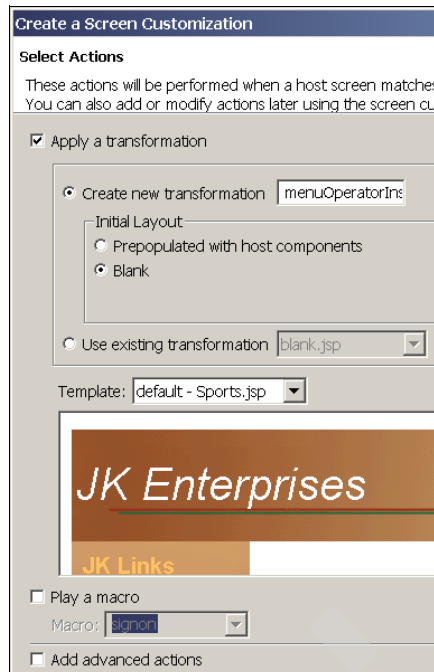 Create a Screen Customization
Select Actions
These actions will be performed when a host screen matches
You can also add or modify actions later using the screen cu
Apply a transformation
Create new transformation menuOperatorIns
Initial Layout
Prepopulated with host components
Blank
Use existing transformation blank.jsp
Template: default - Sports.jsp
JK Enterprises
JK Links
Play a macro
Macro: signon
Add advanced actions